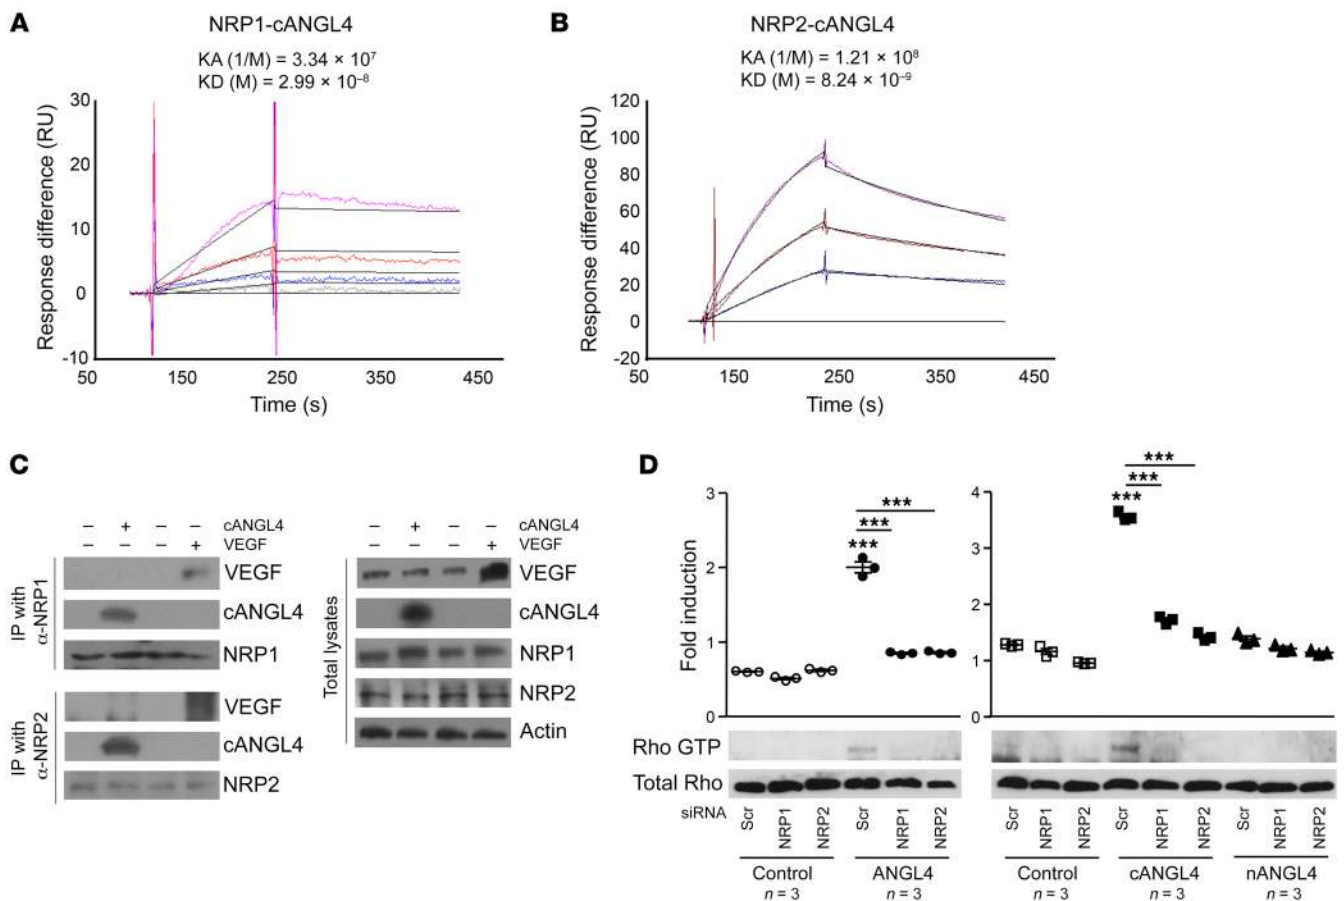 A
NRP1-cANGL4
KA (1/M) = 3.34 × 10⁷
KD (M) = 2.99 × 10⁻⁸
Response difference (RU)
30
20
10
0
-10
50 150 250 350 450
Time (s)
B
NRP2-cANGL4
KA (1/M) = 1.21 × 10⁸
KD (M) = 8.24 × 10⁻⁹
Response difference (RU)
120
100
80
60
40
20
0
-20
50 150 250 350 450
Time (s)
C
– + – – cANGL4
– – – + VEGF
IP with α-NRP1
VEGF
cANGL4
NRP1
IP with α-NRP2
VEGF
cANGL4
NRP2
– + – – cANGL4
– – – + VEGF
Total lysates
VEGF
cANGL4
NRP1
NRP2
Actin
D
Fold induction
3
2
1
0
***
***
***
4
3
2
1
0
***
***
***
Rho GTP
Total Rho
siRNA
Scr NRP1 NRP2 Scr NRP1 NRP2
Control ANGL4
n = 3 n = 3
Scr NRP1 NRP2 Scr NRP1 NRP2 Scr NRP1 NRP2
Control cANGL4 nANGL4
n = 3 n = 3 n = 3